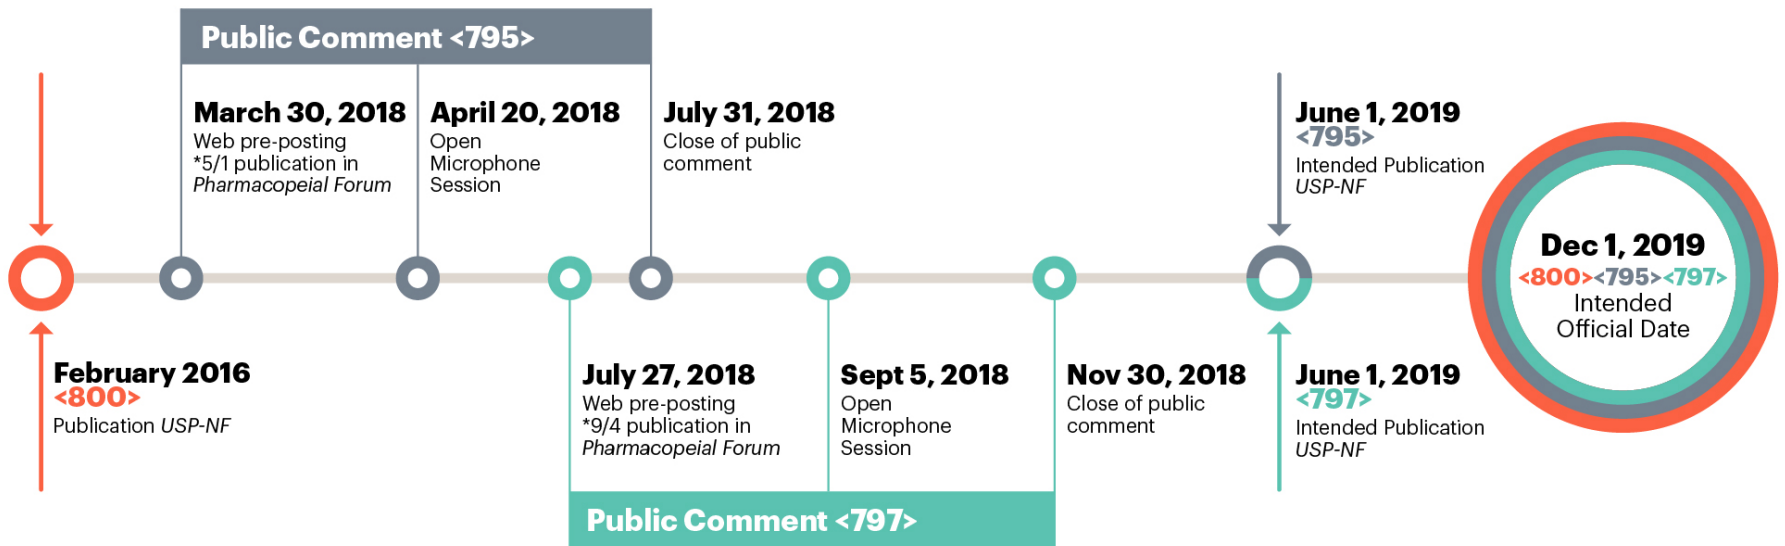 Public Comment <795>
March 30, 2018
Web pre-posting
*5/1 publication in
Pharmacopeial Forum
April 20, 2018
Open
Microphone
Session
July 31, 2018
Close of public
comment
June 1, 2019
<795>
Intended Publication
USP-NF
Dec 1, 2019
<800><795><797>
Intended
Official Date
February 2016
<800>
Publication USP-NF
July 27, 2018
Web pre-posting
*9/4 publication in
Pharmacopeial Forum
Sept 5, 2018
Open
Microphone
Session
Nov 30, 2018
Close of public
comment
June 1, 2019
<797>
Intended Publication
USP-NF
Public Comment <797>